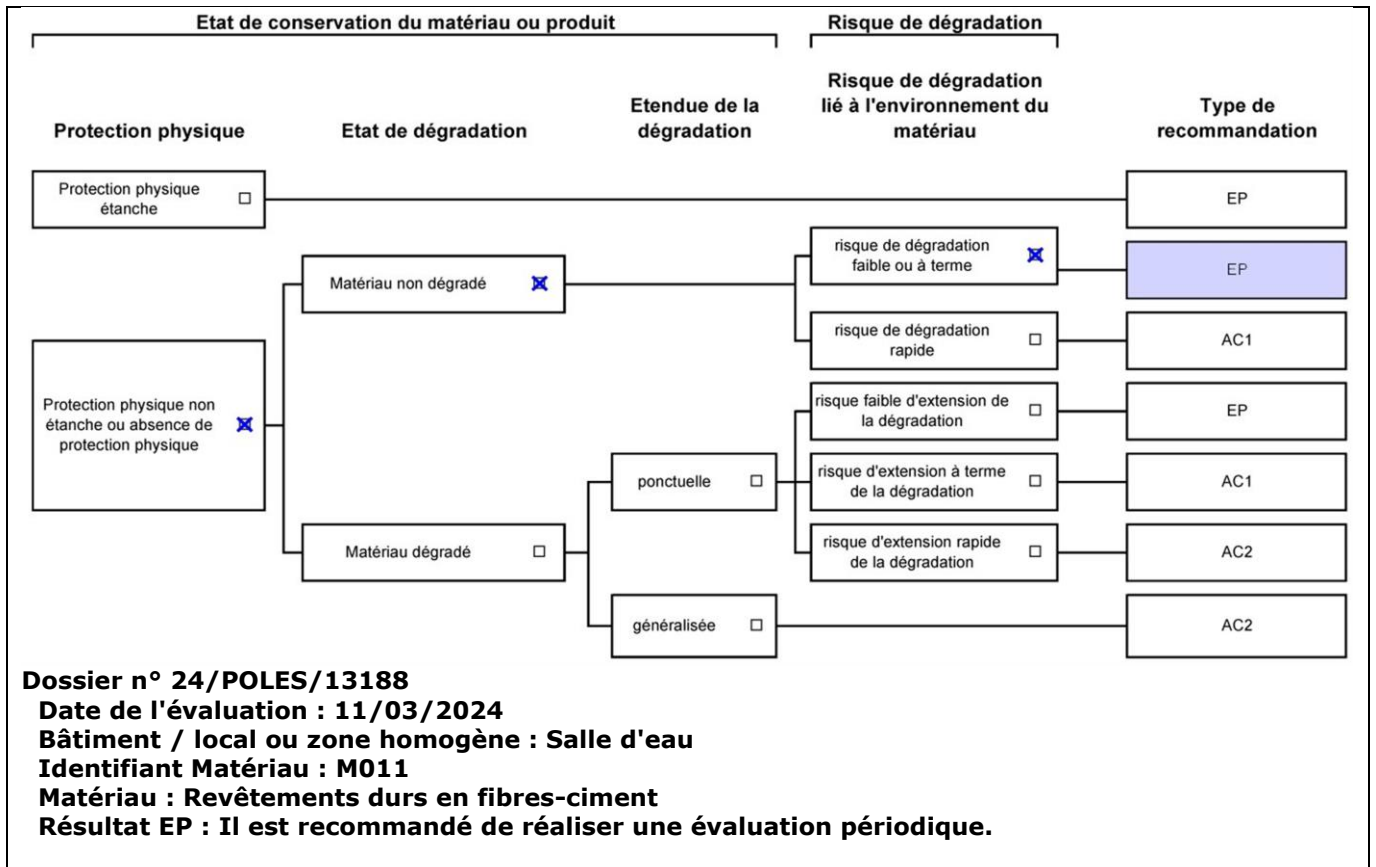 Etat de conservation du matériau ou produit
Risque de dégradation
Protection physique
Etat de dégradation
Etendue de la
dégradation
Risque de dégradation
lié à l'environnement du
matériau
Type de
recommandation
Protection physique
étanche
EP
risque de dégradation
faible ou à terme
EP
Matériau non dégradé
risque de dégradation
rapide
AC1
Protection physique non
étanche ou absence de
protection physique
risque faible d'extension de
la dégradation
EP
ponctuelle
risque d'extension à terme
de la dégradation
AC1
Matériau dégradé
risque d'extension rapide
de la dégradation
AC2
généralisée
AC2
Dossier n° 24/POLES/13188
Date de l'évaluation : 11/03/2024
Bâtiment / local ou zone homogène : Salle d'eau
Identifiant Matériau : M011
Matériau : Revêtements durs en fibres-ciment
Résultat EP : Il est recommandé de réaliser une évaluation périodique.